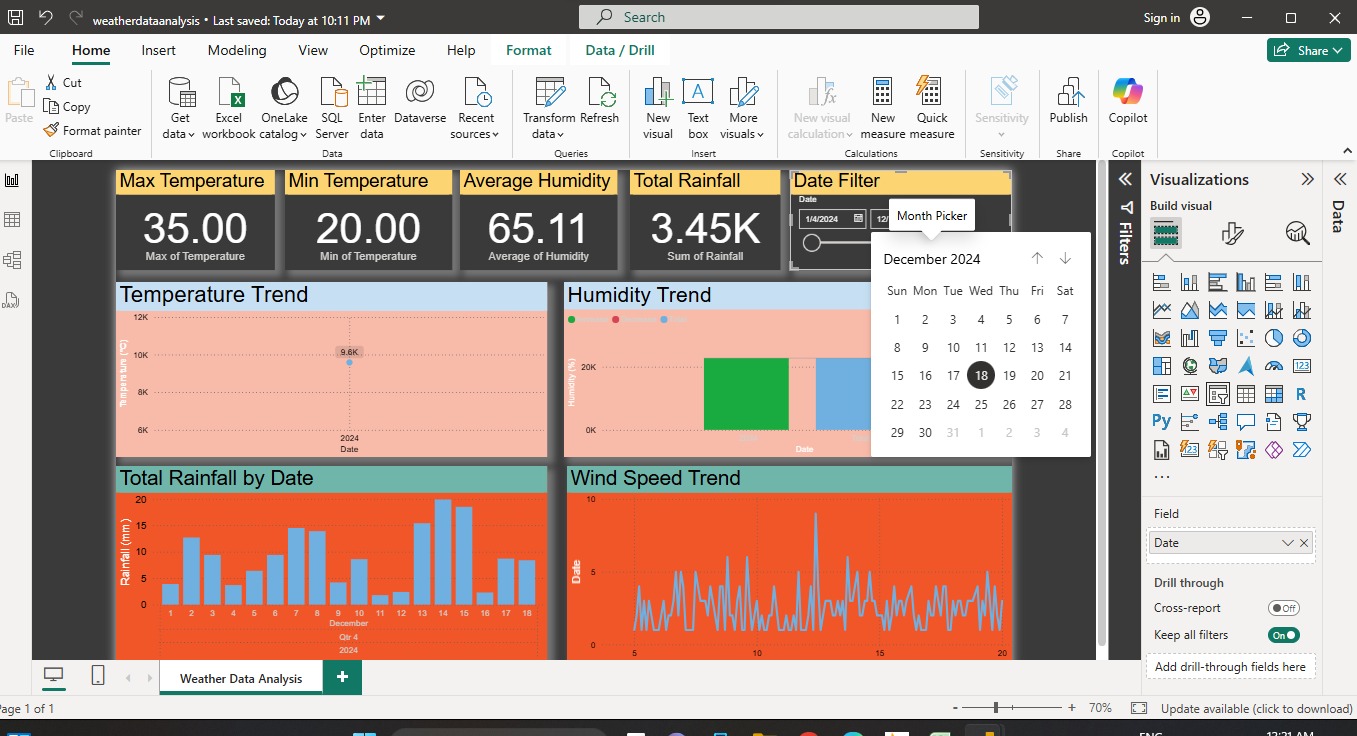 weatherdataanalysis • Last saved: Today at 10:11 PM
Search
Sign in
File Home Insert Modeling View Optimize Help Format Data / Drill
Share
Paste
Cut
Copy
Format painter
Get data
Excel workbook
OneLake catalog
SQL Server
Enter data
Dataverse
Recent sources
Transform data
Refresh
New visual
Text box
More visuals
New visual calculation
New measure
Quick measure
Sensitivity
Publish
Copilot
Clipboard
Data
Queries
Insert
Calculations
Sensitivity
Share
Copilot
Max Temperature
35.00
Max of Temperature
Min Temperature
20.00
Min of Temperature
Average Humidity
65.11
Average of Humidity
Total Rainfall
3.45K
Sum of Rainfall
Date Filter
Date
1/4/2024
12/
Month Picker
December 2024
Sun Mon Tue Wed Thu Fri Sat
1 2 3 4 5 6 7
8 9 10 11 12 13 14
15 16 17 18 19 20 21
22 23 24 25 26 27 28
29 30 31 1 2 3 4
Temperature Trend
Temperature (°C)
12K
10K
8K
6K
9.6K
2024
Date
Humidity Trend
Humidity (%)
20K
0K
Date
Total Rainfall by Date
Rainfall (mm)
20
15
10
5
0
1 2 3 4 5 6 7 8 9 10 11 12 13 14 15 16 17 18
December
Qtr 4
2024
Wind Speed Trend
Date
10
5
0
5 10 15 20
Filters
Visualizations
Build visual
123
R
Py
...
Field
Date
Drill through
Cross-report
Off
Keep all filters
On
Add drill-through fields here
Data
DAX
Weather Data Analysis
+
Page 1 of 1
- + 70%
Update available (click to download)
ENG
12:21 AM